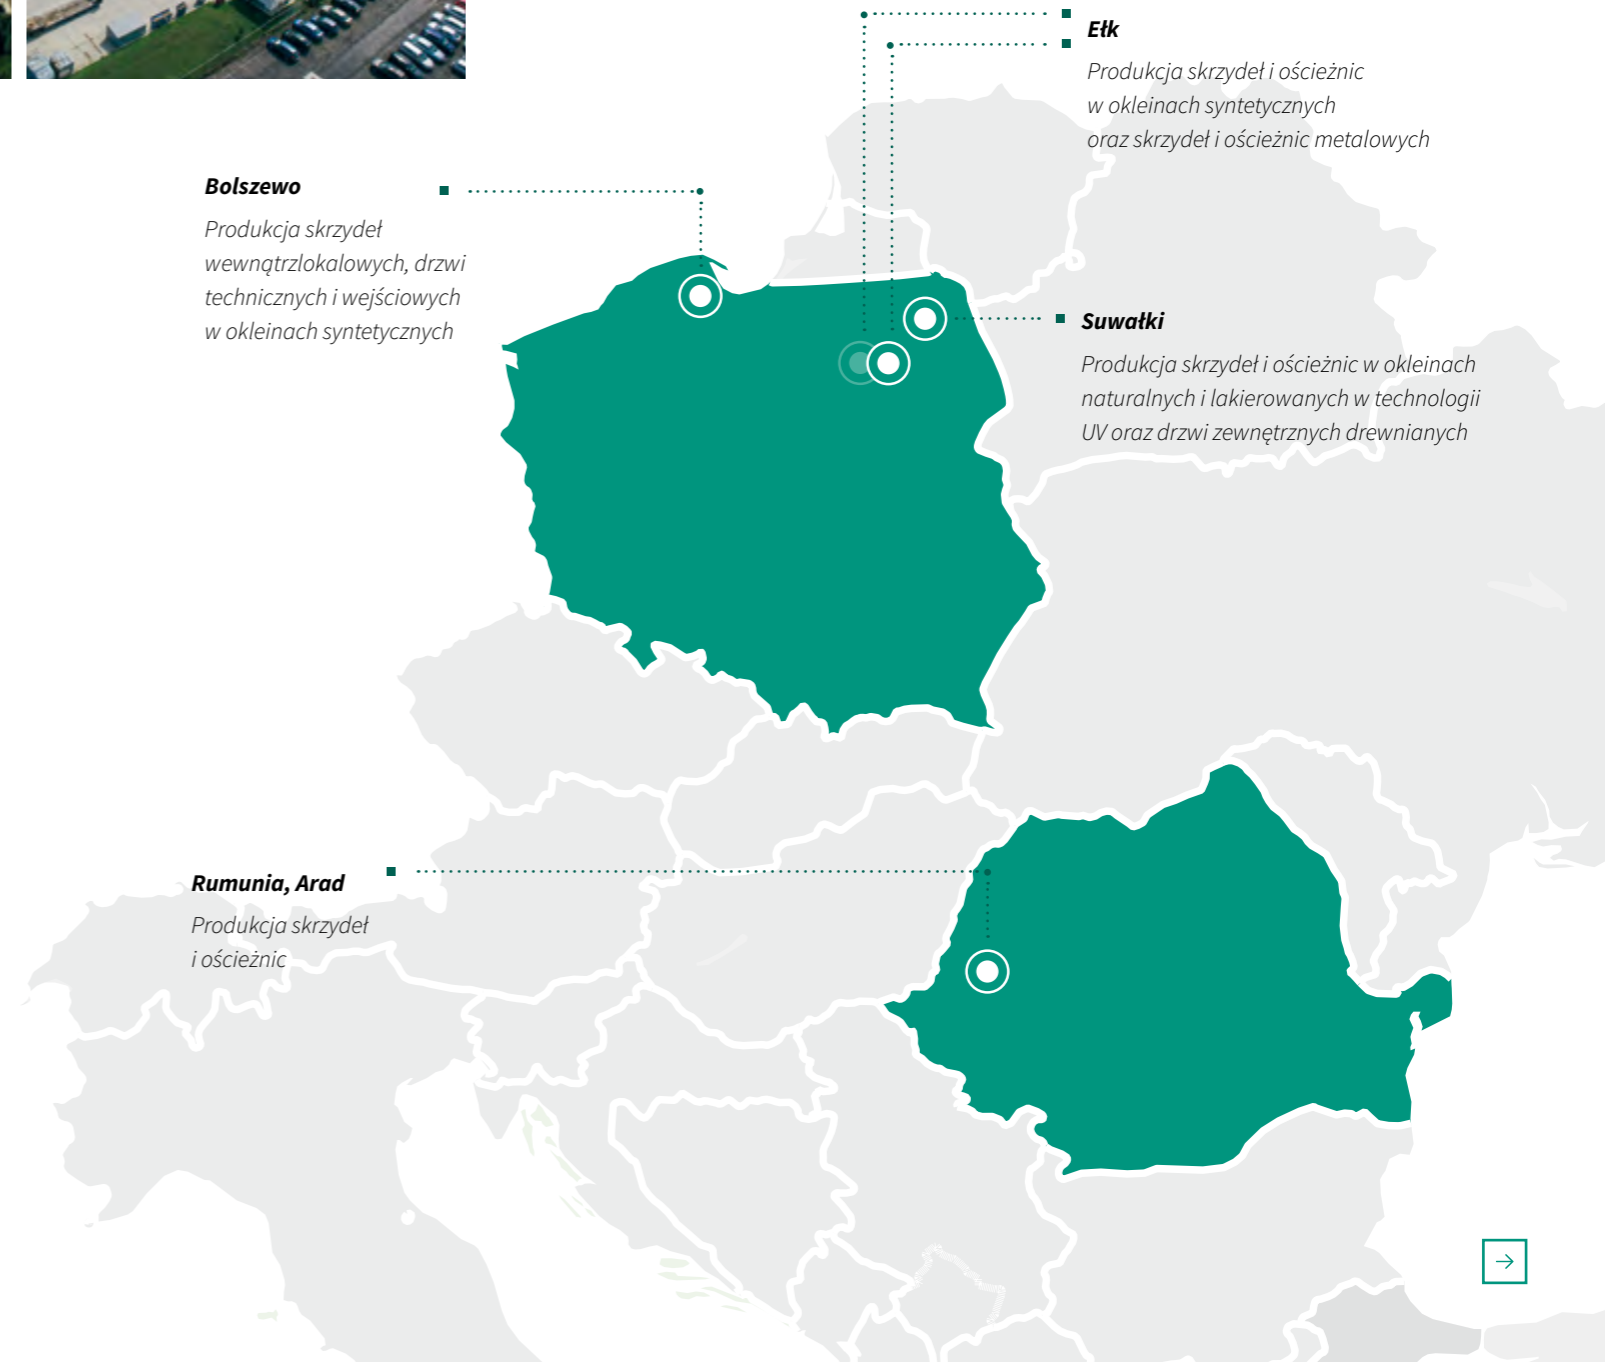 Ełk
Produkcja skrzydeł i ościeżnic
w okleinach syntetycznych
oraz skrzydeł i ościeżnic metalowych
Bolszewo
Produkcja skrzydeł
wewnątrzlokalowych, drzwi
technicznych i wejściowych
w okleinach syntetycznych
Suwałki
Produkcja skrzydeł i ościeżnic w okleinach
naturalnych i lakierowanych w technologii
UV oraz drzwi zewnętrznych drewnianych
Rumunia, Arad
Produkcja skrzydeł
i ościeżnic